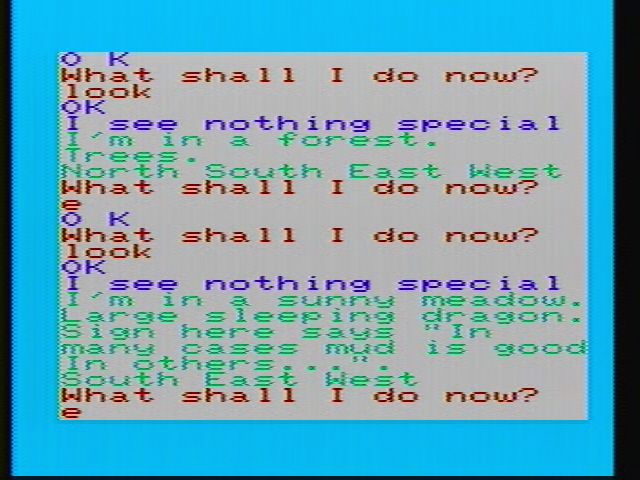 O K
What shall I do now?
look
OK
I see nothing special
I'm in a forest.
Trees.
North South East West
What shall I do now?
e
O K
What shall I do now?
look
OK
I see nothing special
I'm in a sunny meadow.
Large sleeping dragon.
Sign here says "In
many cases mud is good
In others...".
South East West
What shall I do now?
e